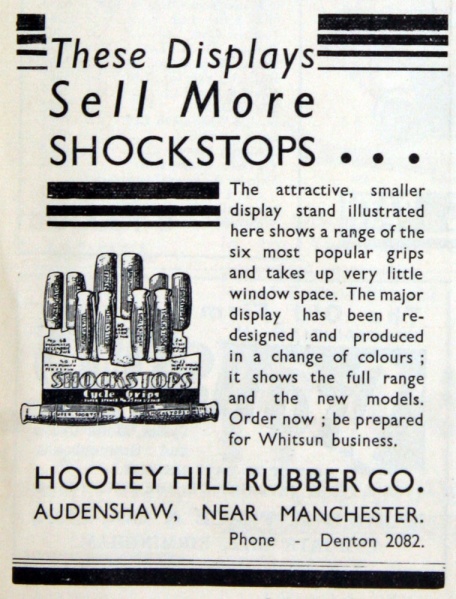 These Displays
Sell More
SHOCKSTOPS . . .
The attractive, smaller
display stand illustrated
here shows a range of the
six most popular grips
and takes up very little
window space. The major
display has been re-
designed and produced
in a change of colours ;
it shows the full range
and the new models.
Order now ; be prepared
for Whitsun business.
SHOCKSTOPS
Cycle Grips
HOOLEY HILL RUBBER CO.
AUDENSHAW, NEAR MANCHESTER.
Phone - Denton 2082.